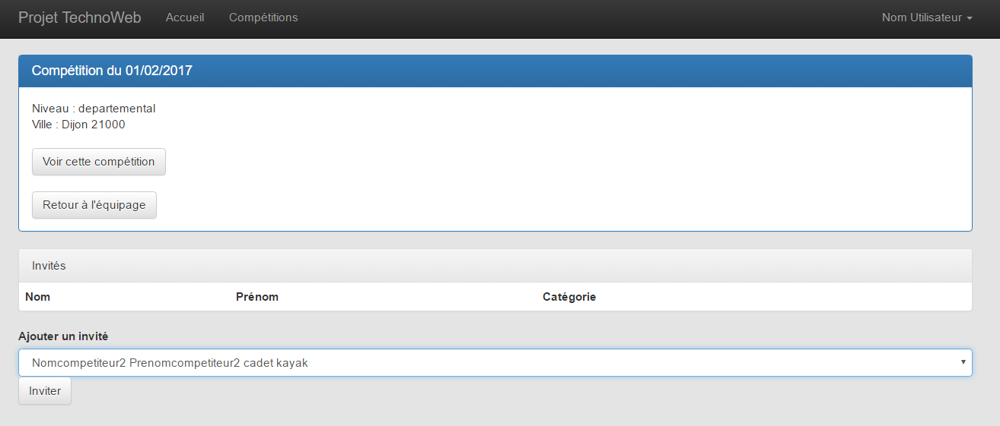 Projet TechnoWeb Accueil Compétitions Nom Utilisateur
Compétition du 01/02/2017
Niveau : departemental
Ville : Dijon 21000
Voir cette compétition
Retour à l'équipage
Invités
Nom Prénom Catégorie
Ajouter un invité
Nomcompetiteur2 Prenomcompetiteur2 cadet kayak
Inviter